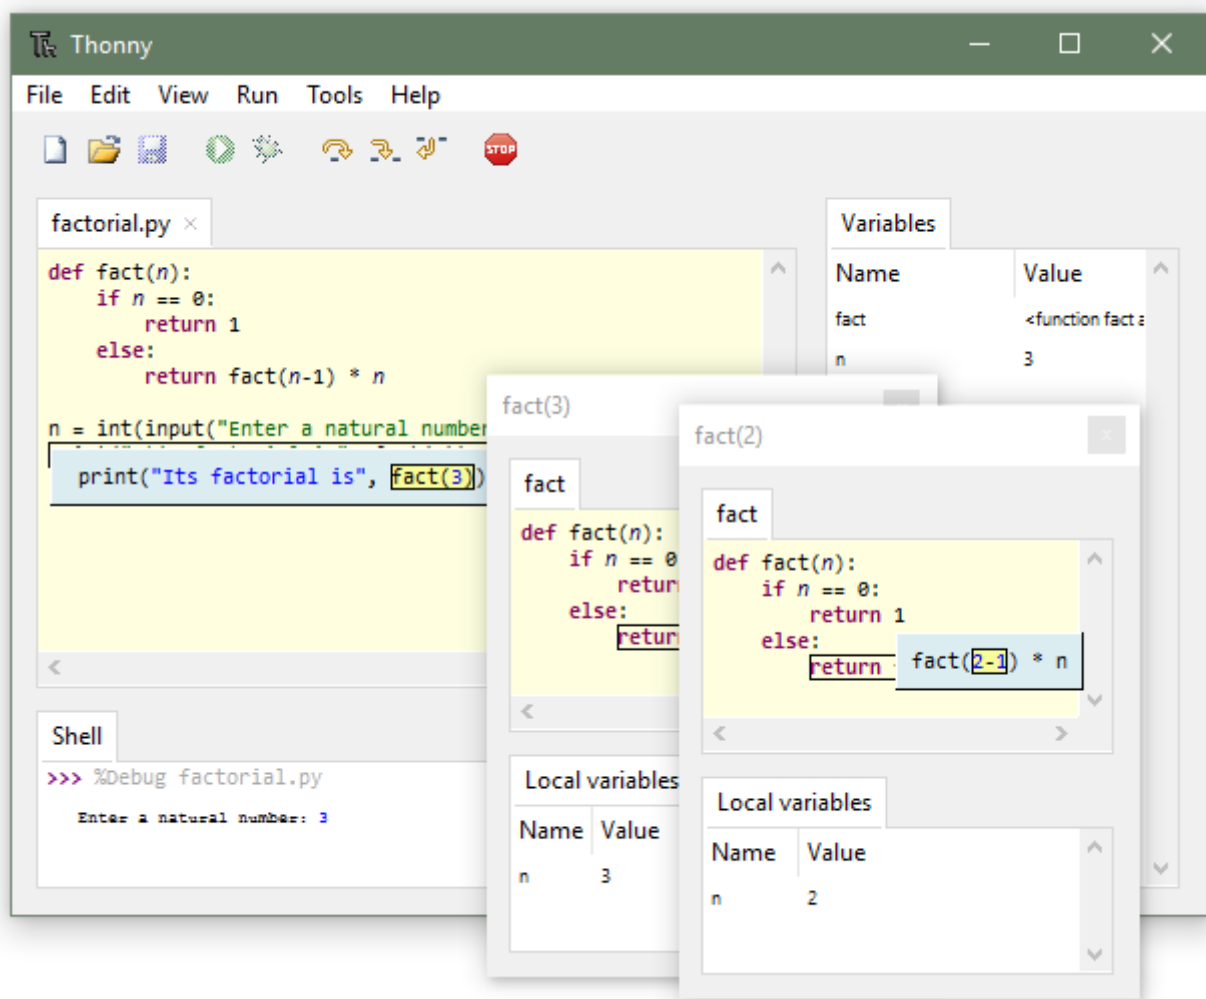 Thonny
File Edit View Run Tools Help
STOP
factorial.py
def fact(n):
    if n == 0:
        return 1
    else:
        return fact(n-1) * n
n = int(input("Enter a natural number
print("Its factorial is", fact(3))
Shell
>>> %Debug factorial.py
Enter a natural number: 3
Variables
Name Value
fact <function fact a
n 3
fact(3)
fact
def fact(n):
    if n == 0
        retur
    else:
        retur
Local variables
Name Value
n 3
fact(2)
x
fact
def fact(n):
    if n == 0:
        return 1
    else:
        return
fact(2-1) * n
Local variables
Name Value
n 2